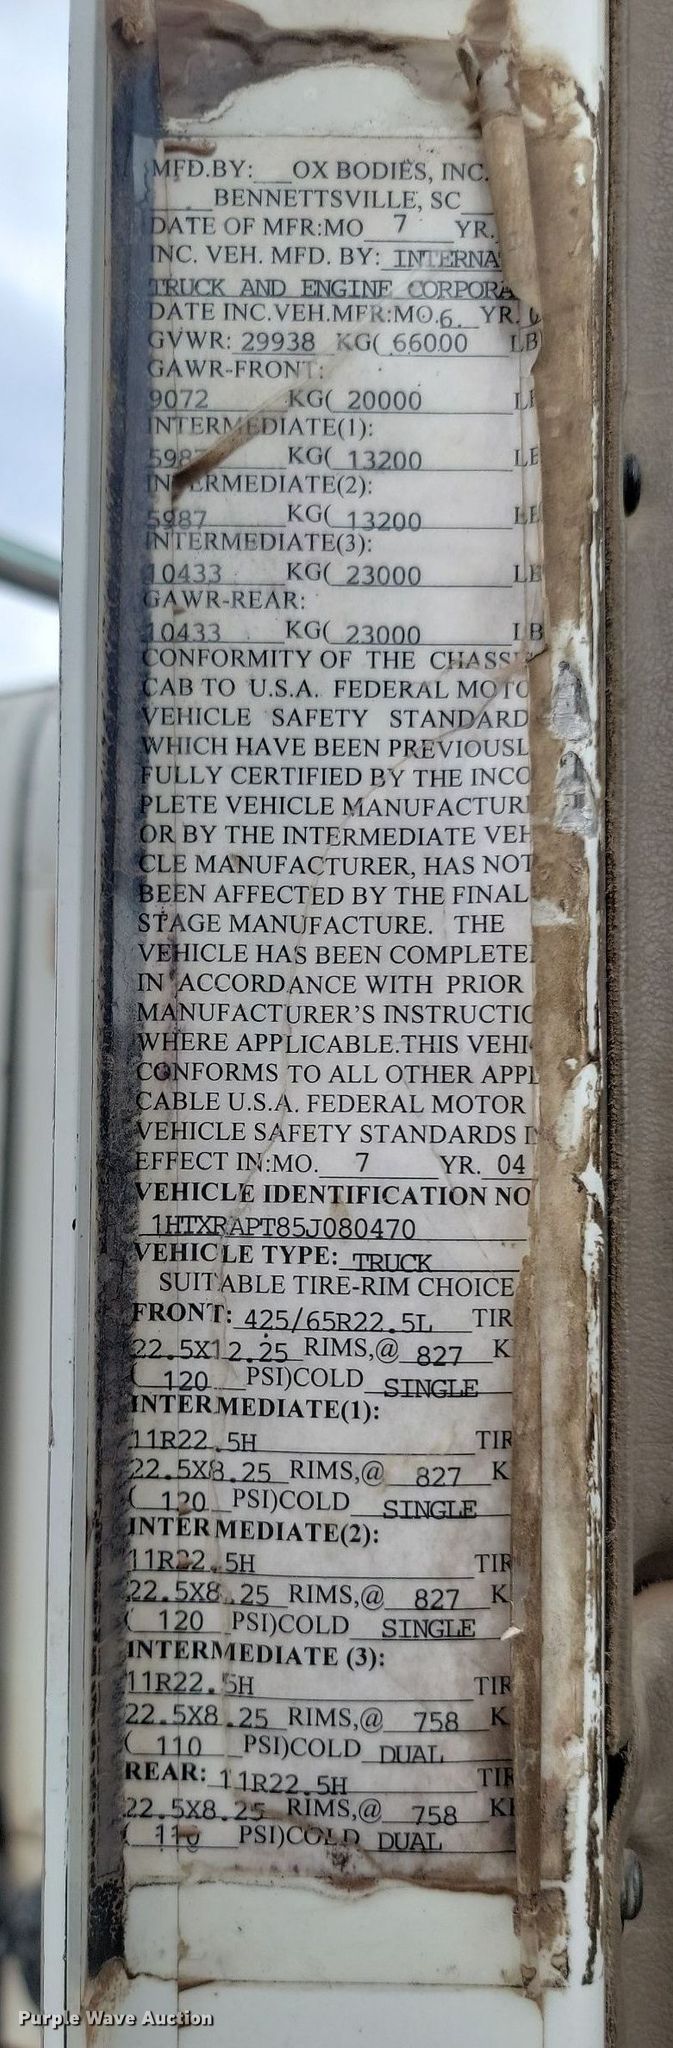 MFD.BY: OX BODIES, INC.
BENNETTSVILLE, SC
DATE OF MFR:MO 7 YR.
INC. VEH. MFD. BY: INTERNA
TRUCK AND ENGINE CORPORA
DATE INC.VEH.MFR:MO.6 YR. 0
GVWR: 29938 KG( 66000 LB
GAWR-FRONT:
9072 KG( 20000 LB
INTERMEDIATE(1):
5987 KG( 13200 LB
INTERMEDIATE(2):
5987 KG( 13200 LB
INTERMEDIATE(3):
10433 KG( 23000 LB
GAWR-REAR:
10433 KG( 23000 LB
CONFORMITY OF THE CHASSI
CAB TO U.S.A. FEDERAL MOTO
VEHICLE SAFETY STANDARD
WHICH HAVE BEEN PREVIOUSL
FULLY CERTIFIED BY THE INCO
PLETE VEHICLE MANUFACTUR
OR BY THE INTERMEDIATE VEH
CLE MANUFACTURER, HAS NOT
BEEN AFFECTED BY THE FINAL
STAGE MANUFACTURE. THE
VEHICLE HAS BEEN COMPLETE
IN ACCORDANCE WITH PRIOR
MANUFACTURER'S INSTRUCTIO
WHERE APPLICABLE.THIS VEHI
CONFORMS TO ALL OTHER APPL
CABLE U.S.A. FEDERAL MOTOR
VEHICLE SAFETY STANDARDS I
EFFECT IN:MO. 7 YR. 04
VEHICLE IDENTIFICATION NO
1HTXRAPT85J080470
VEHICLE TYPE: TRUCK
SUITABLE TIRE-RIM CHOICE
FRONT: 425/65R22.5L TIR
22.5X12.25 RIMS,@ 827 K
( 120 PSI)COLD SINGLE
INTERMEDIATE(1):
11R22.5H TIR
22.5X8.25 RIMS,@ 827 K
( 120 PSI)COLD SINGLE
INTERMEDIATE(2):
11R22.5H TIR
22.5X8.25 RIMS,@ 827 K
( 120 PSI)COLD SINGLE
INTERMEDIATE (3):
11R22.5H TIR
22.5X8.25 RIMS,@ 758 K
( 110 PSI)COLD DUAL
REAR: 11R22.5H TIR
22.5X8.25 RIMS,@ 758 K
( 110 PSI)COLD DUAL
Purple Wave Auction